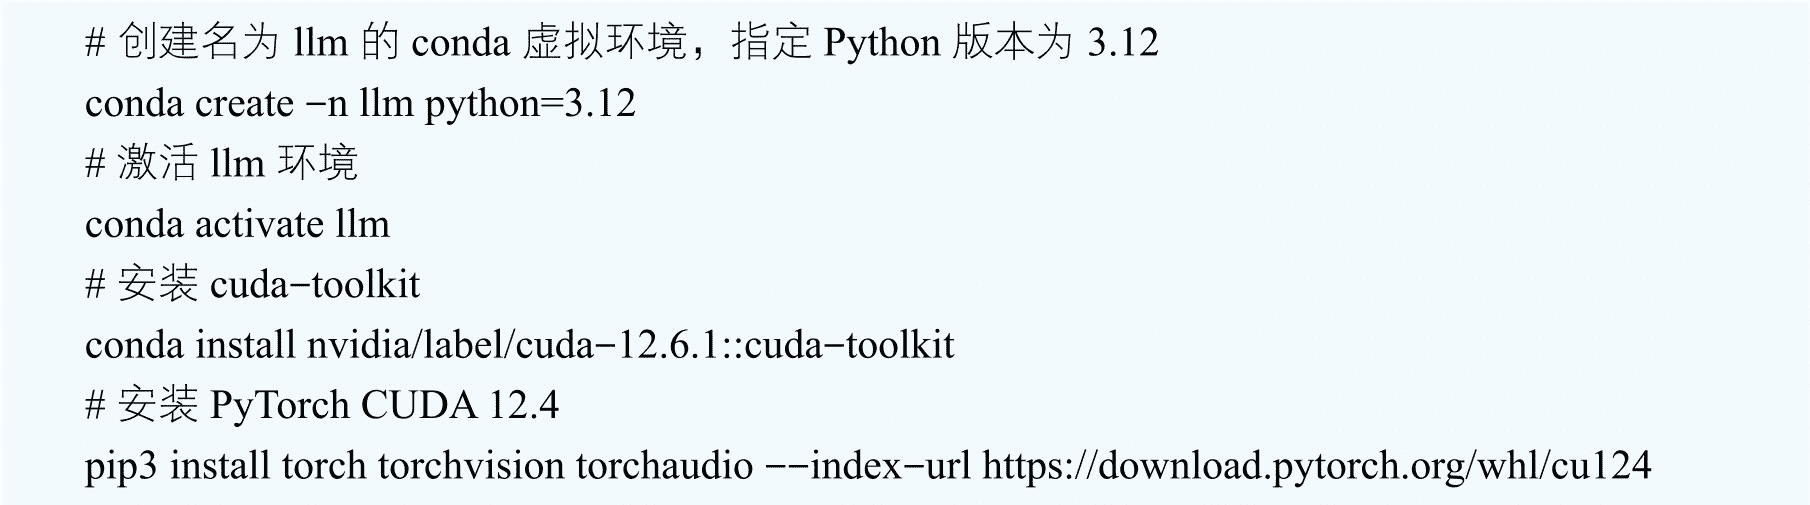 # 创建名为 llm 的 conda 虚拟环境，指定 Python 版本为 3.12
conda create −n llm python=3.12
# 激活 llm 环境
conda activate llm
# 安装 cuda−toolkit
conda install nvidia/label/cuda−12.6.1::cuda−toolkit
# 安装 PyTorch CUDA 12.4
pip3 install torch torchvision torchaudio −−index−url https://download.pytorch.org/whl/cu124